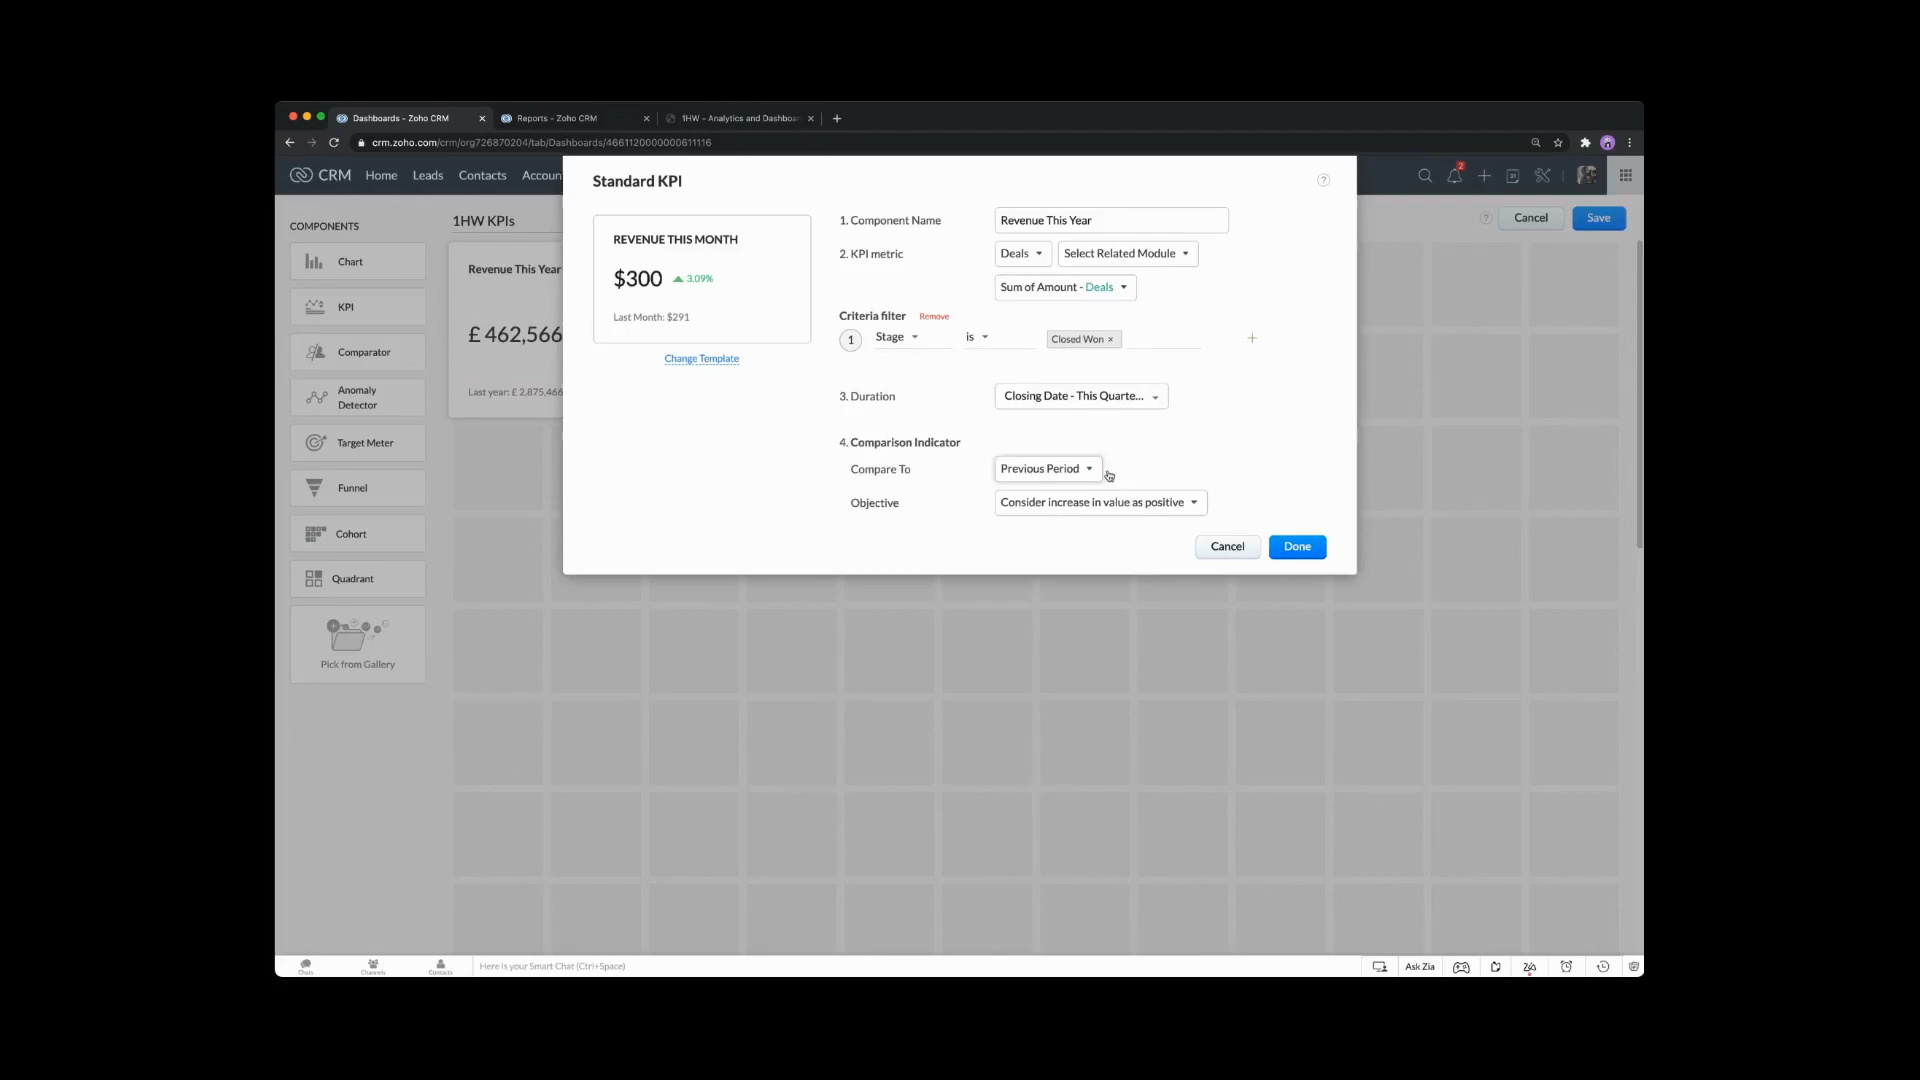 Dashboards - Zoho CRM
Reports - Zoho CRM
1HW - Analytics and Dashboar
crm.zoho.com/crm/org726870204/tab/Dashboards/4661120000000611116
CRM Home Leads Contacts Accoun
2
COMPONENTS
Chart
KPI
Comparator
Anomaly
Detector
Target Meter
Funnel
Cohort
Quadrant
Pick from Gallery
1HW KPIs
Cancel
Save
Revenue This Year
£ 462,566
Last year: £ 2,875,466
Standard KPI
REVENUE THIS MONTH
$300 3.09%
Last Month: $291
Change Template
1. Component Name Revenue This Year
2. KPI metric Deals Select Related Module
Sum of Amount - Deals
Criteria filter Remove
1 Stage is Closed Won ×
3. Duration Closing Date - This Quarte...
4. Comparison Indicator
Compare To Previous Period
Objective Consider increase in value as positive
Cancel Done
Chats Channels Contacts Here is your Smart Chat (Ctrl+Space) Ask Zia